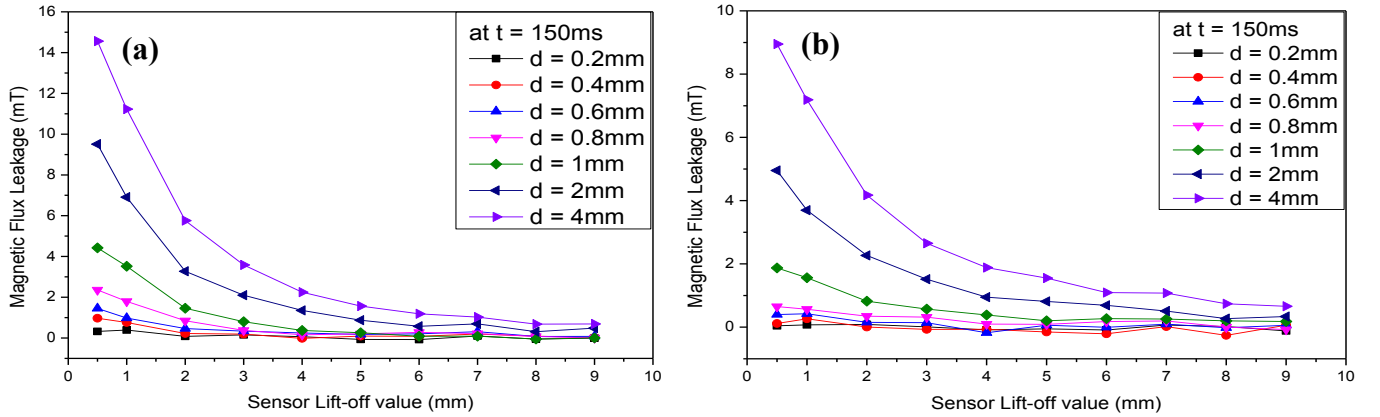 (a)
at t = 150ms
d = 0.2mm
d = 0.4mm
d = 0.6mm
d = 0.8mm
d = 1mm
d = 2mm
d = 4mm
Magnetic Flux Leakage (mT)
16
14
12
10
8
6
4
2
0
0 1 2 3 4 5 6 7 8 9 10
Sensor Lift-off value (mm)
(b)
at t = 150ms
d = 0.2mm
d = 0.4mm
d = 0.6mm
d = 0.8mm
d = 1mm
d = 2mm
d = 4mm
Magnetic Flux Leakage (mT)
10
8
6
4
2
0
0 1 2 3 4 5 6 7 8 9 10
Sensor Lift-off value (mm)